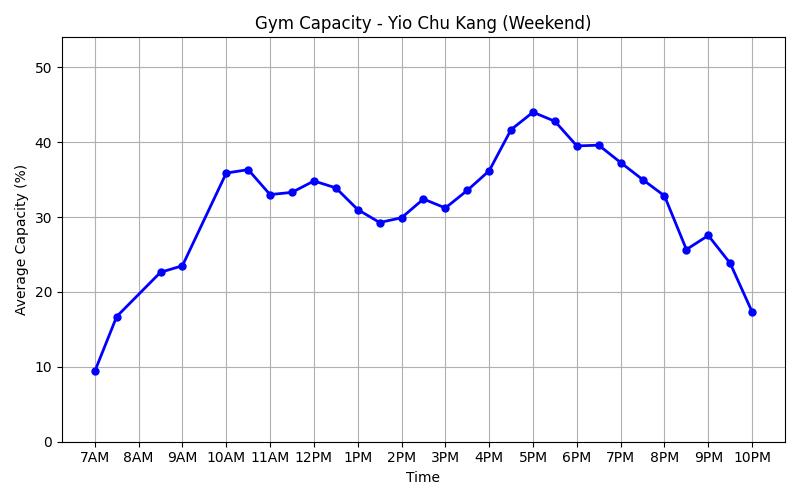 Gym Capacity - Yio Chu Kang (Weekend)
Average Capacity (%)
50
40
30
20
10
0
7AM 8AM 9AM 10AM 11AM 12PM 1PM 2PM 3PM 4PM 5PM 6PM 7PM 8PM 9PM 10PM
Time